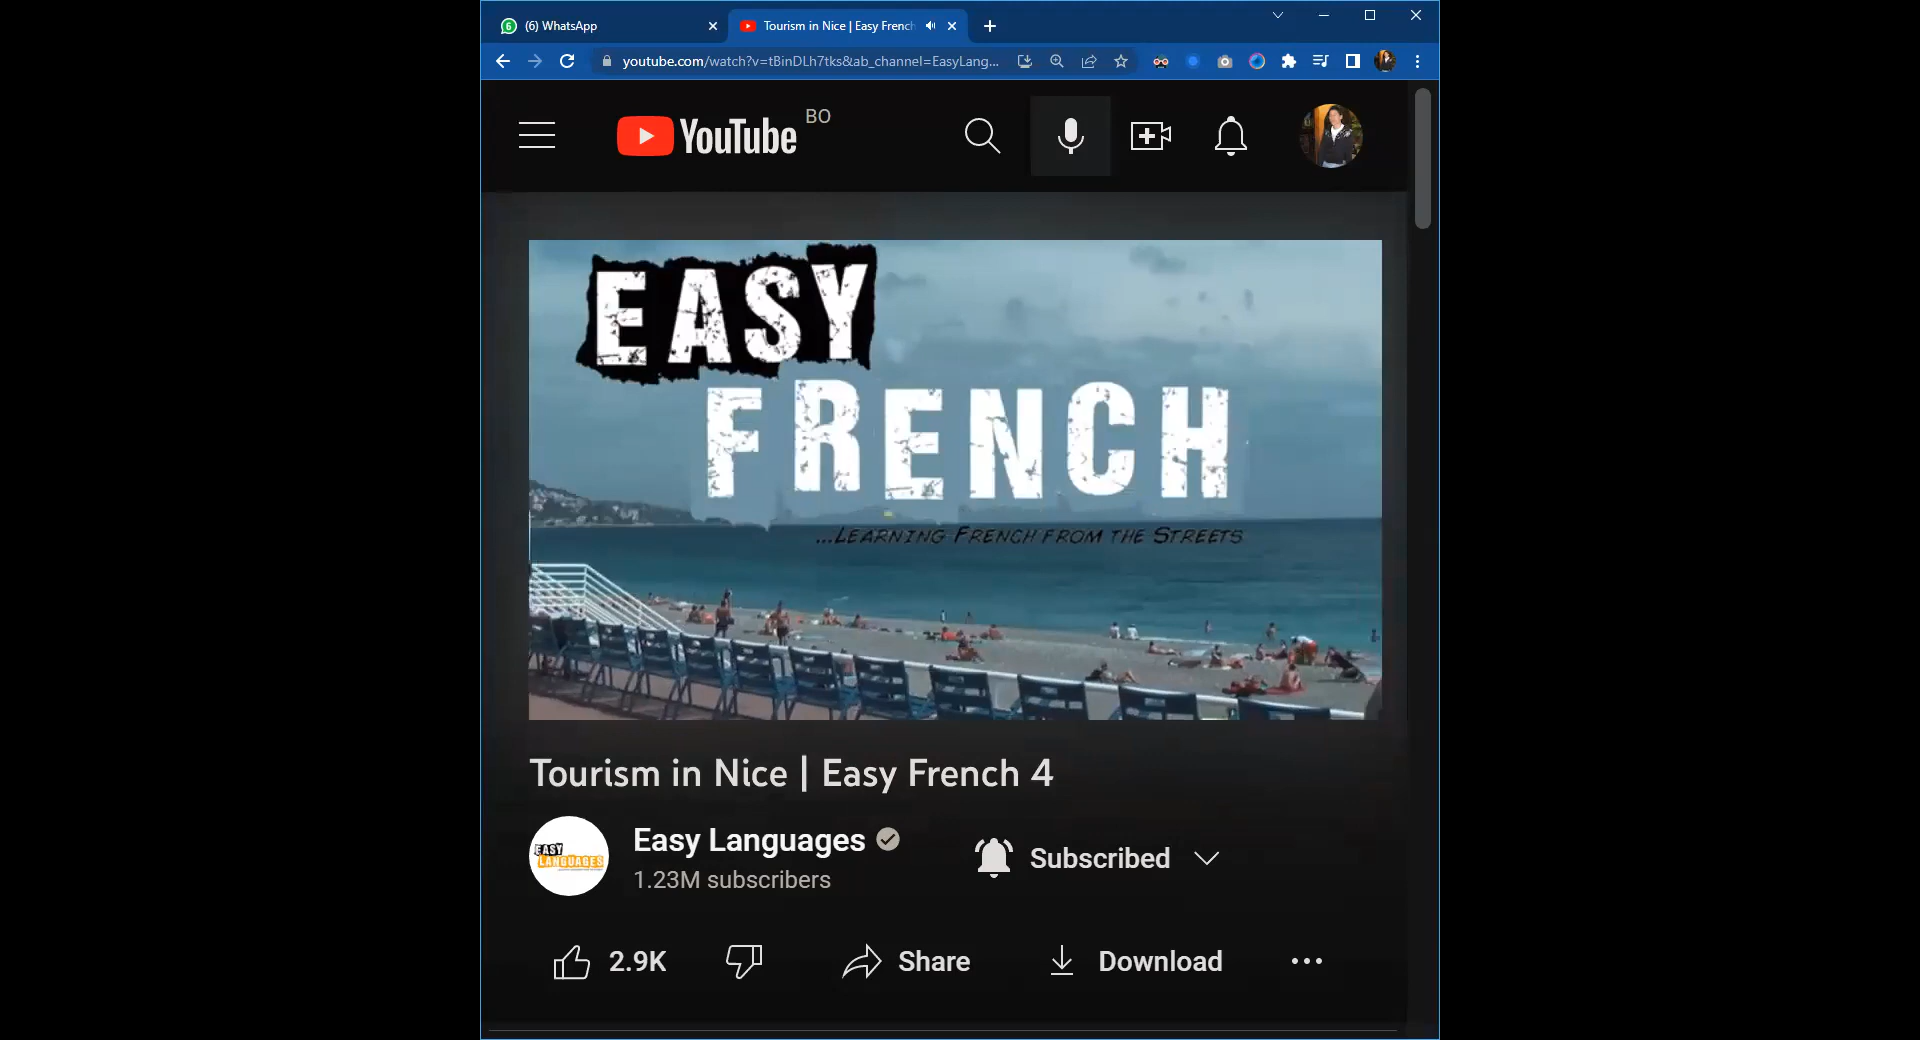 (6) WhatsApp
Tourism in Nice | Easy French
youtube.com/watch?v=tBinDLh7tks&ab_channel=EasyLang...
YouTube BO
EASY
FRENCH
...LEARNING FRENCH FROM THE STREETS
Tourism in Nice | Easy French 4
EASY
LANGUAGES
Easy Languages
1.23M subscribers
Subscribed
2.9K
Share
Download